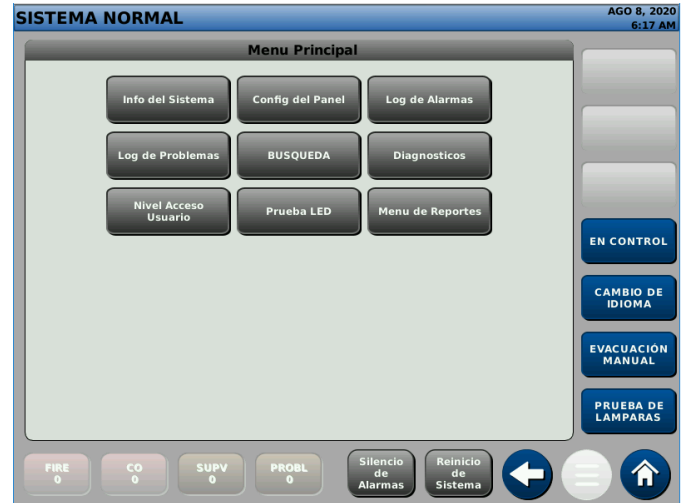 SISTEMA NORMAL
AGO 8, 2020
6:17 AM
Menu Principal
Info del Sistema
Config del Panel
Log de Alarmas
Log de Problemas
BUSQUEDA
Diagnosticos
Nivel Acceso
Usuario
Prueba LED
Menu de Reportes
EN CONTROL
CAMBIO DE
IDIOMA
EVACUACIÓN
MANUAL
PRUEBA DE
LAMPARAS
FIRE
0
CO
0
SUPV
0
PROBL
0
Silencio
de
Alarmas
Reinicio
de
Sistema